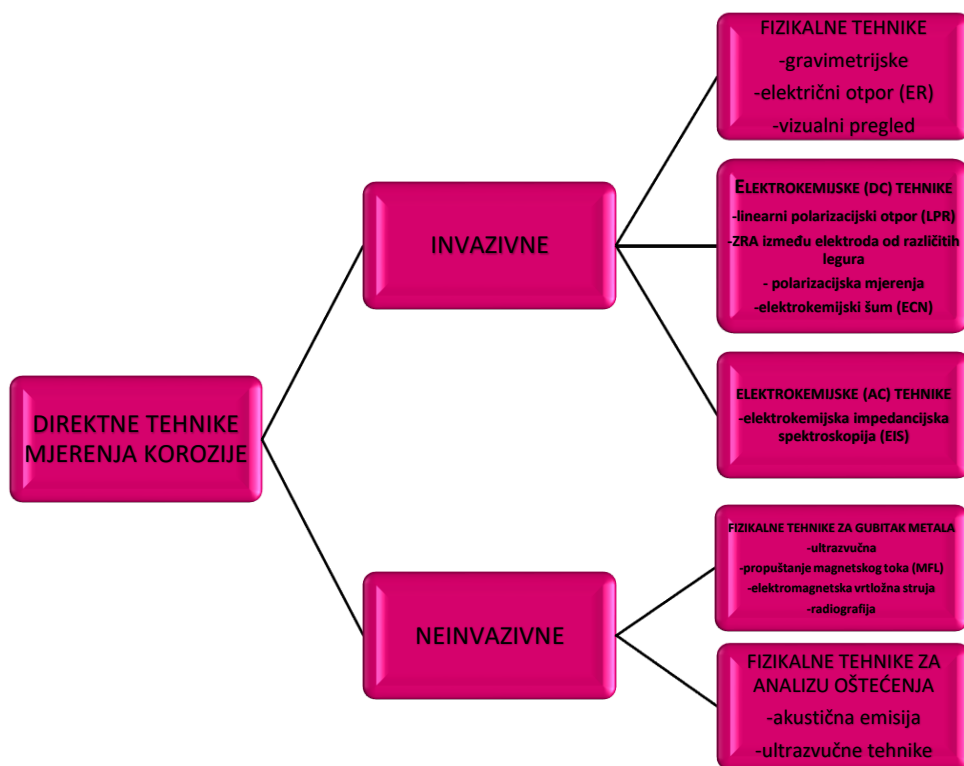 DIREKTNE TEHNIKE
MJERENJA KOROZIJE
INVAZIVNE
FIZIKALNE TEHNIKE
-gravimetrijske
-električni otpor (ER)
-vizualni pregled
ELEKTROKEMIJSKE (DC) TEHNIKE
-linearni polarizacijski otpor (LPR)
-ZRA između elektroda od različitih
legura
- polarizacijska mjerenja
-elektrokemijski šum (ECN)
ELEKTROKEMIJSKE (AC) TEHNIKE
-elektrokemijska impedancijska
spektroskopija (EIS)
NEINVAZIVNE
FIZIKALNE TEHNIKE ZA GUBITAK METALA
-ultrazvučna
-propuštanje magnetskog toka (MFL)
-elektromagnetska vrtložna struja
-radiografija
FIZIKALNE TEHNIKE ZA
ANALIZU OŠTEĆENJA
-akustična emisija
-ultrazvučne tehnike